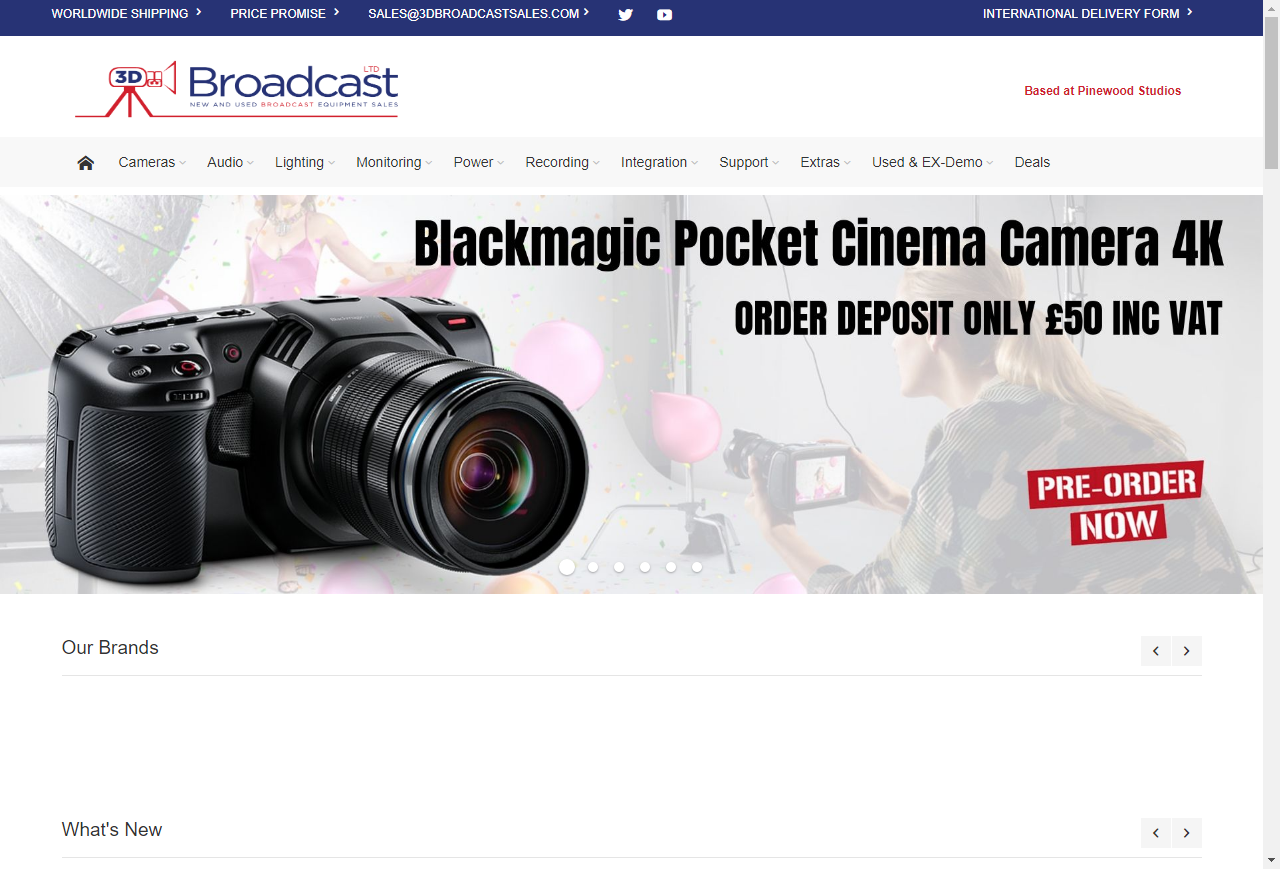 WORLDWIDE SHIPPING PRICE PROMISE SALES@3DBROADCASTSALES.COM INTERNATIONAL DELIVERY FORM
3D Broadcast LTD
NEW AND USED BROADCAST EQUIPMENT SALES
Based at Pinewood Studios
Cameras Audio Lighting Monitoring Power Recording Integration Support Extras Used & EX-Demo Deals
Blackmagic Pocket Cinema Camera 4K
ORDER DEPOSIT ONLY £50 INC VAT
PRE-ORDER
NOW
Our Brands
What's New